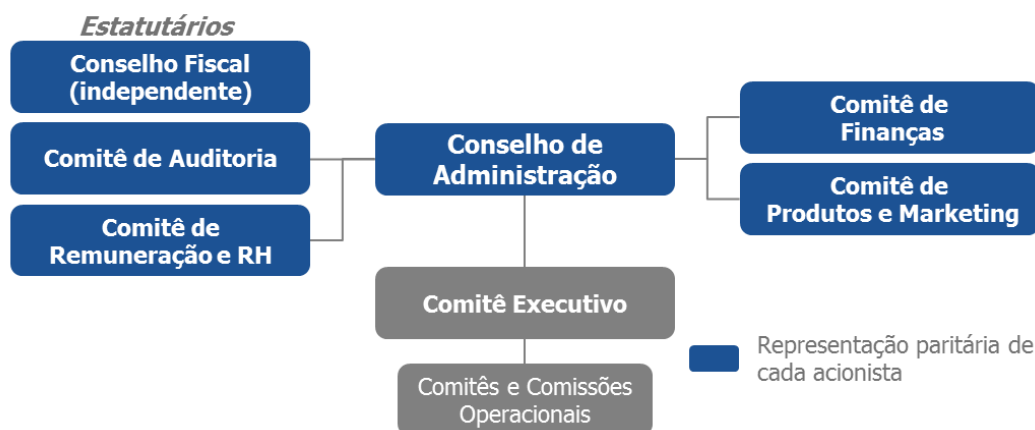 Estatutários
Conselho Fiscal
(independente)
Comitê de Auditoria
Comitê de
Remuneração e RH
Conselho de
Administração
Comitê de
Finanças
Comitê de
Produtos e Marketing
Comitê Executivo
Comitês e Comissões
Operacionais
Representação paritária de
cada acionista